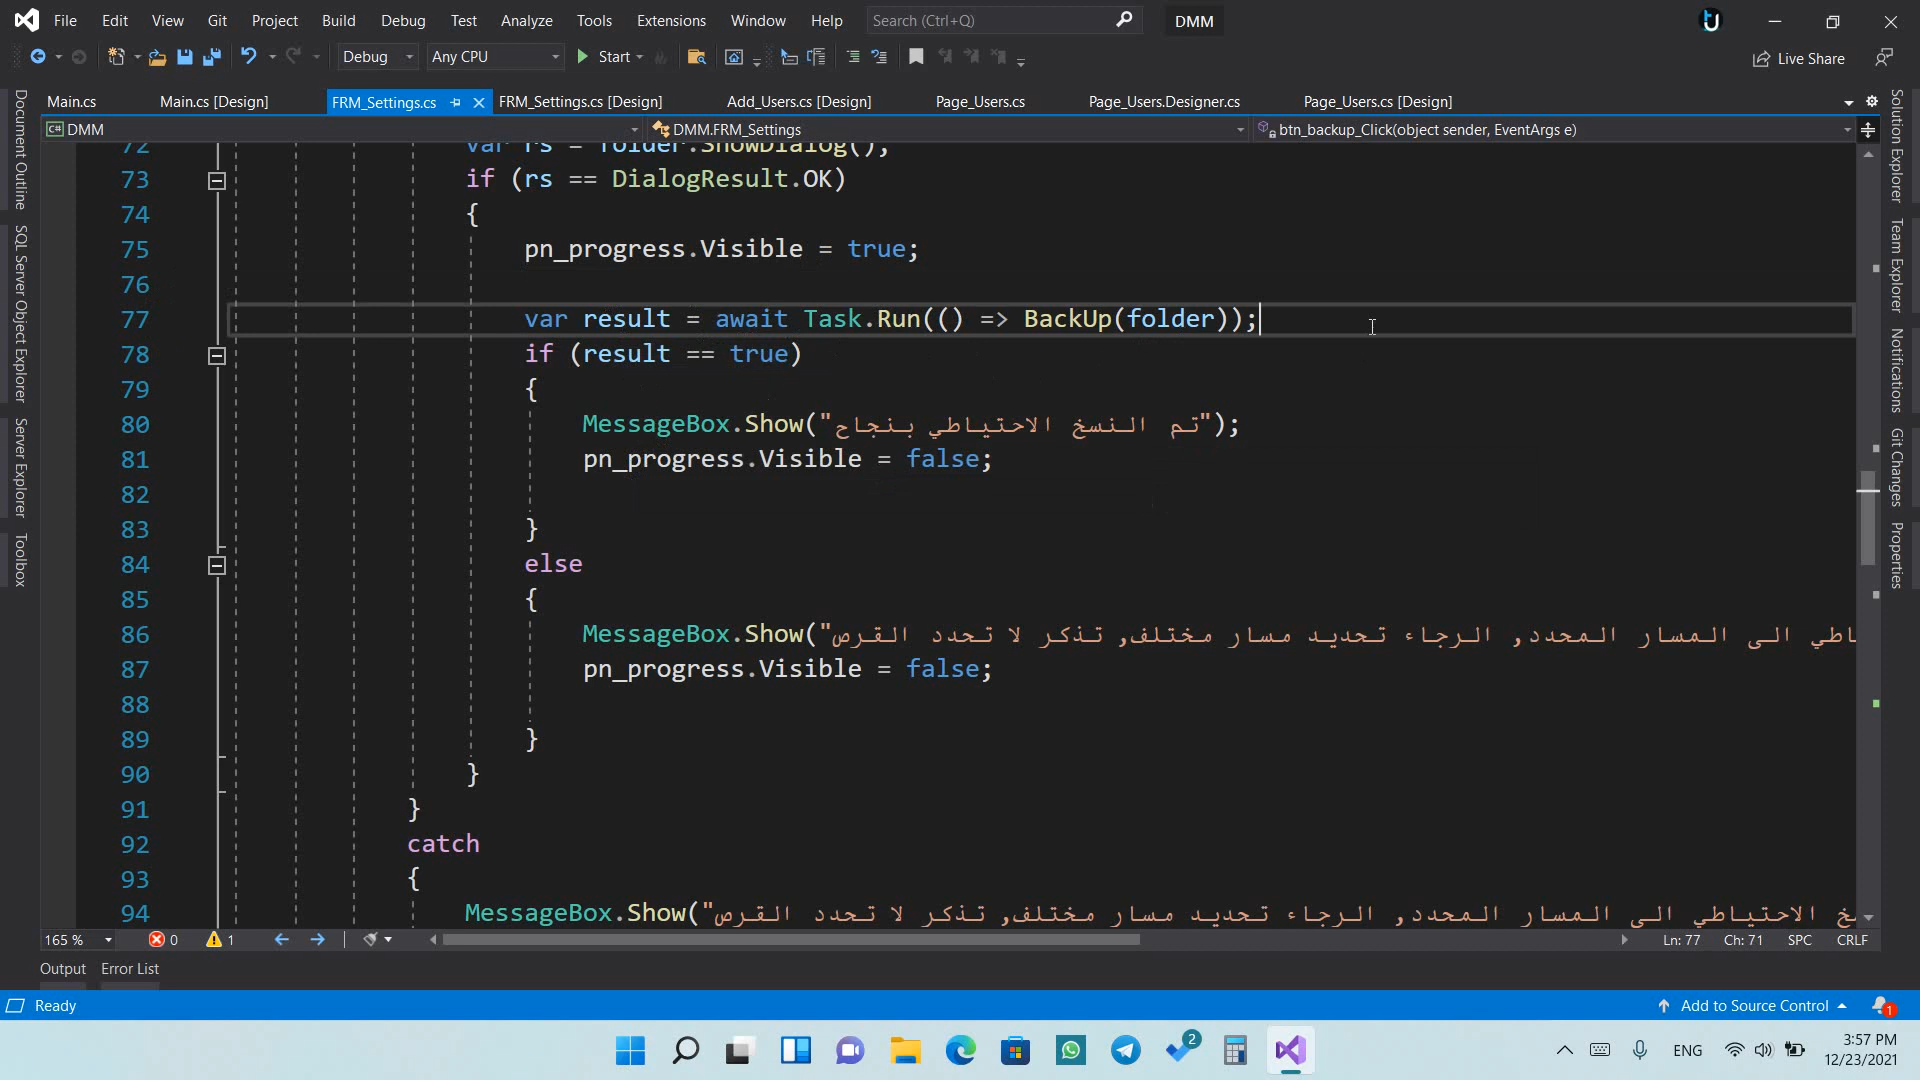 File Edit View Git Project Build Debug Test Analyze Tools Extensions Window Help Search (Ctrl+Q) DMM
Debug Any CPU Start Live Share
Main.cs Main.cs [Design] FRM_Settings.cs FRM_Settings.cs [Design] Add_Users.cs [Design] Page_Users.cs Page_Users.Designer.cs Page_Users.cs [Design]
DMM DMM.FRM_Settings btn_backup_Click(object sender, EventArgs e)
Document Outline
SQL Server Object Explorer
Server Explorer
Toolbox
72 var rs = folder.ShowDialog();
73 if (rs == DialogResult.OK)
74 {
75 pn_progress.Visible = true;
76
77 var result = await Task.Run(() => BackUp(folder));
78 if (result == true)
79 {
80 MessageBox.Show("تم النسخ الاحتياطي بنجاح");
81 pn_progress.Visible = false;
82
83 }
84 else
85 {
86 MessageBox.Show("اطي الى المسار المحدد, الرجاء تحديد مسار مختلف, تذكر لا تحدد القرص
87 pn_progress.Visible = false;
88
89 }
90 }
91 }
92 catch
93 {
94 MessageBox.Show("خ الاحتياطي الى المسار المحدد, الرجاء تحديد مسار مختلف, تذكر لا تحدد القرص
Solution Explorer
Team Explorer
Notifications
Git Changes
Properties
165 % 0 1 Ln: 77 Ch: 71 SPC CRLF
Output Error List
Ready Add to Source Control 1
2 ENG 3:57 PM
12/23/2021